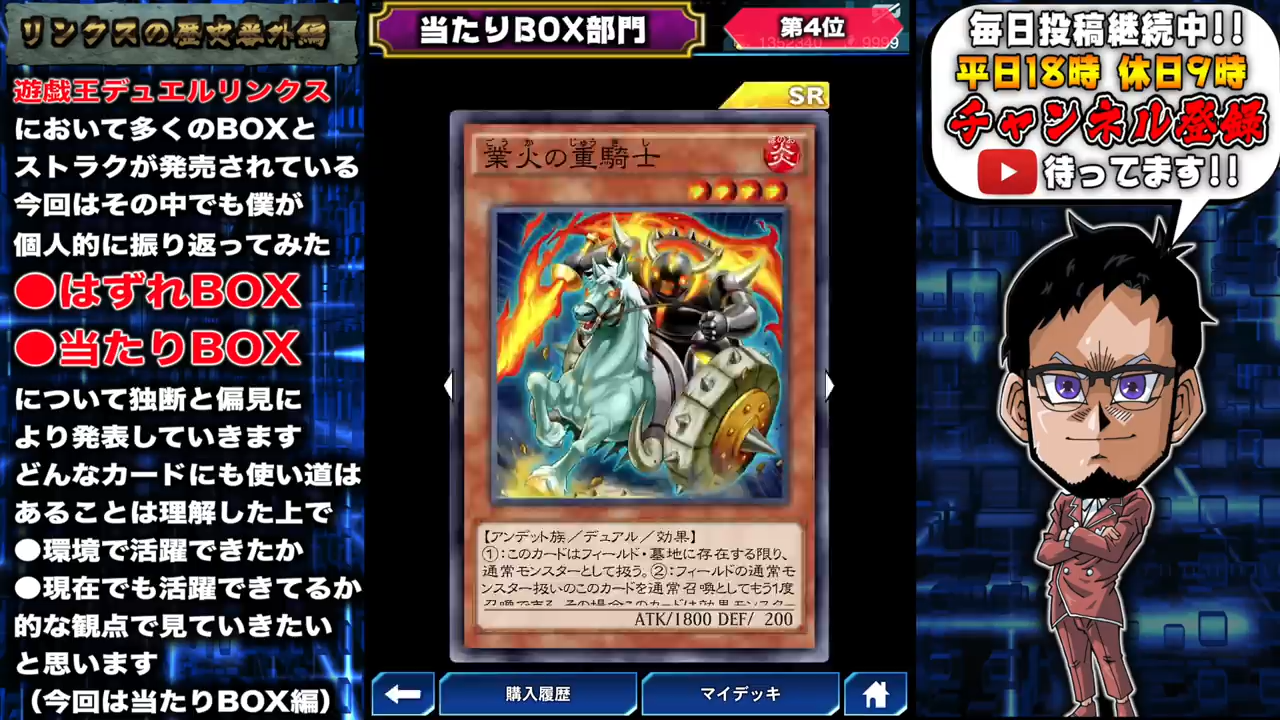 リンクスの歴史番外編
遊戯王デュエルリンクス
において多くのBOXと
ストラクが発売されている
今回はその中でも僕が
個人的に振り返ってみた
●はずれBOX
●当たりBOX
について独断と偏見に
より発表していきます
どんなカードにも使い道は
あることは理解した上で
●環境で活躍できたか
●現在でも活躍できてるか
的な観点で見ていきたい
と思います
（今回は当たりBOX編）
当たりBOX部門
第4位
SR
ごうか じゅうきし
業火の重騎士
ほのお
炎
【アンデット族／デュアル／効果】
①：このカードはフィールド・墓地に存在する限り、
通常モンスターとして扱う。②：フィールドの通常モ
ンスター扱いのこのカードを通常召喚としてもう1度
ATK/1800 DEF/ 200
購入履歴
マイデッキ
毎日投稿継続中!!
平日18時 休日9時
チャンネル登録
待ってます!!